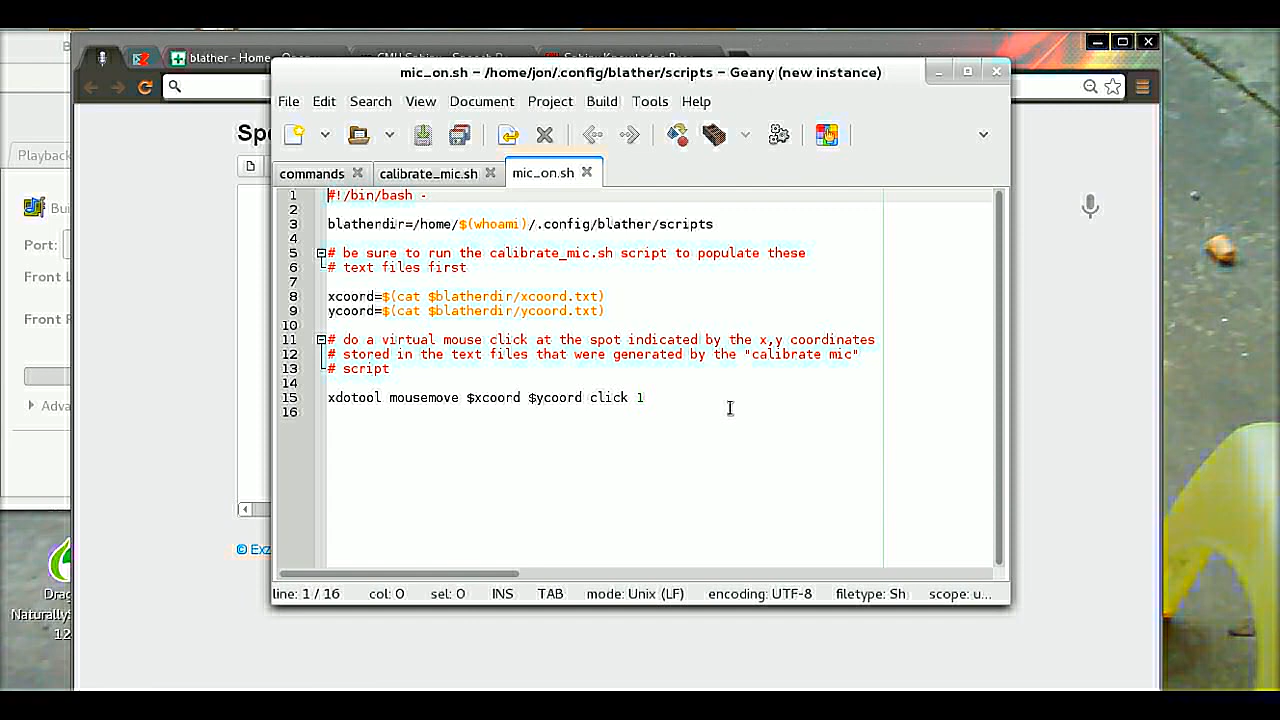 blather - Home
mic_on.sh – /home/jon/.config/blather/scripts – Geany (new instance)
File Edit Search View Document Project Build Tools Help
Playback
commands calibrate_mic.sh mic_on.sh
1 #!/bin/bash -
2
3 blatherdir=/home/$(whoami)/.config/blather/scripts
4
5 # be sure to run the calibrate_mic.sh script to populate these
6 # text files first
7
8 xcoord=$(cat $blatherdir/xcoord.txt)
9 ycoord=$(cat $blatherdir/ycoord.txt)
10
11 # do a virtual mouse click at the spot indicated by the x,y coordinates
12 # stored in the text files that were generated by the "calibrate mic"
13 # script
14
15 xdotool mousemove $xcoord $ycoord click 1
16
Port:
Front L
Front
Adva
© Exz
line: 1 / 16 col: 0 sel: 0 INS TAB mode: Unix (LF) encoding: UTF-8 filetype: Sh scope: u...
Drag
Naturally
12